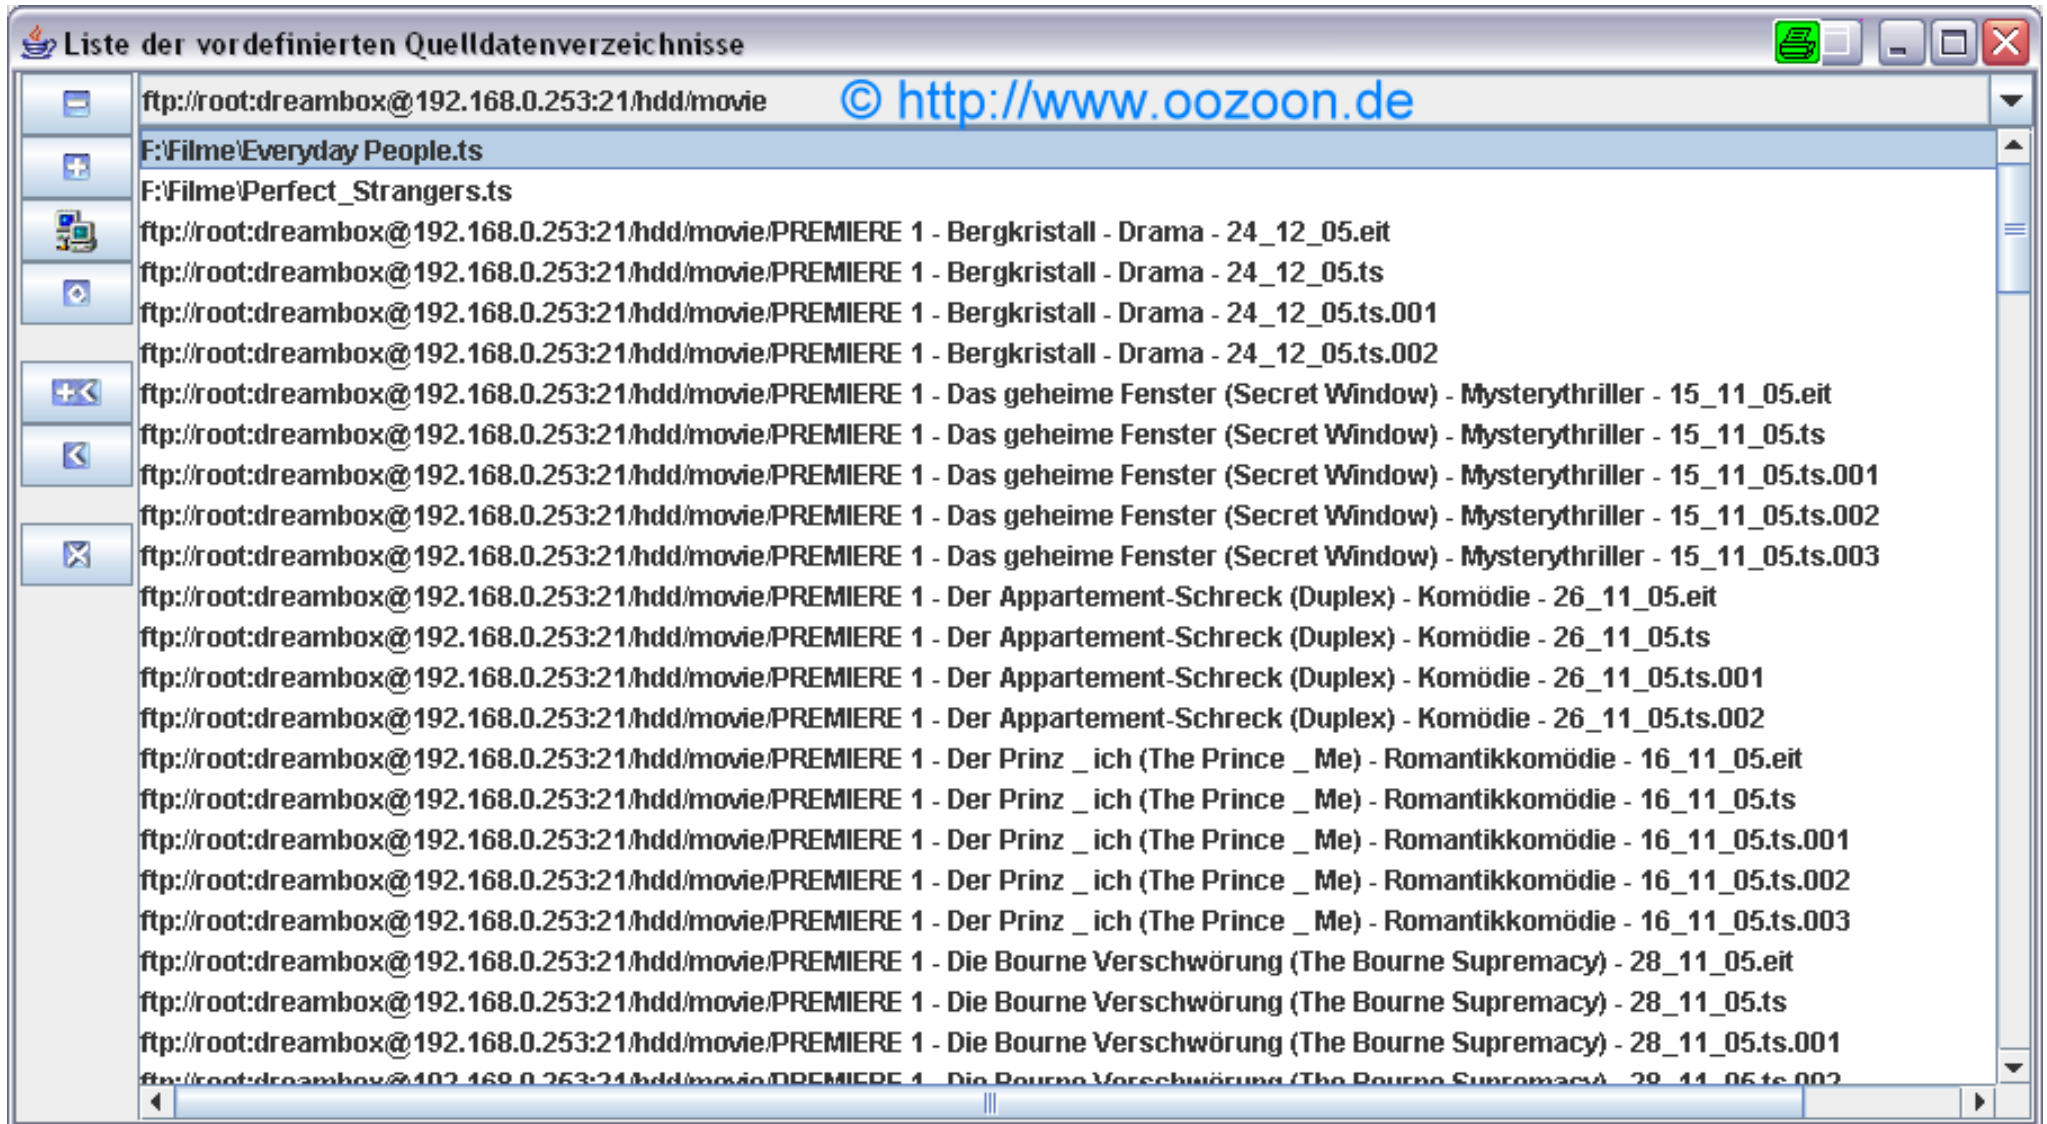 Liste der vordefinierten Quelldatenverzeichnisse
ftp://root:dreambox@192.168.0.253:21/hdd/movie © http://www.oozoon.de
F:\Filme\Everyday People.ts
F:\Filme\Perfect_Strangers.ts
ftp://root:dreambox@192.168.0.253:21/hdd/movie/PREMIERE 1 - Bergkristall - Drama - 24_12_05.eit
ftp://root:dreambox@192.168.0.253:21/hdd/movie/PREMIERE 1 - Bergkristall - Drama - 24_12_05.ts
ftp://root:dreambox@192.168.0.253:21/hdd/movie/PREMIERE 1 - Bergkristall - Drama - 24_12_05.ts.001
ftp://root:dreambox@192.168.0.253:21/hdd/movie/PREMIERE 1 - Bergkristall - Drama - 24_12_05.ts.002
ftp://root:dreambox@192.168.0.253:21/hdd/movie/PREMIERE 1 - Das geheime Fenster (Secret Window) - Mysterythriller - 15_11_05.eit
ftp://root:dreambox@192.168.0.253:21/hdd/movie/PREMIERE 1 - Das geheime Fenster (Secret Window) - Mysterythriller - 15_11_05.ts
ftp://root:dreambox@192.168.0.253:21/hdd/movie/PREMIERE 1 - Das geheime Fenster (Secret Window) - Mysterythriller - 15_11_05.ts.001
ftp://root:dreambox@192.168.0.253:21/hdd/movie/PREMIERE 1 - Das geheime Fenster (Secret Window) - Mysterythriller - 15_11_05.ts.002
ftp://root:dreambox@192.168.0.253:21/hdd/movie/PREMIERE 1 - Das geheime Fenster (Secret Window) - Mysterythriller - 15_11_05.ts.003
ftp://root:dreambox@192.168.0.253:21/hdd/movie/PREMIERE 1 - Der Appartement-Schreck (Duplex) - Komödie - 26_11_05.eit
ftp://root:dreambox@192.168.0.253:21/hdd/movie/PREMIERE 1 - Der Appartement-Schreck (Duplex) - Komödie - 26_11_05.ts
ftp://root:dreambox@192.168.0.253:21/hdd/movie/PREMIERE 1 - Der Appartement-Schreck (Duplex) - Komödie - 26_11_05.ts.001
ftp://root:dreambox@192.168.0.253:21/hdd/movie/PREMIERE 1 - Der Appartement-Schreck (Duplex) - Komödie - 26_11_05.ts.002
ftp://root:dreambox@192.168.0.253:21/hdd/movie/PREMIERE 1 - Der Prinz _ ich (The Prince _ Me) - Romantikkomödie - 16_11_05.eit
ftp://root:dreambox@192.168.0.253:21/hdd/movie/PREMIERE 1 - Der Prinz _ ich (The Prince _ Me) - Romantikkomödie - 16_11_05.ts
ftp://root:dreambox@192.168.0.253:21/hdd/movie/PREMIERE 1 - Der Prinz _ ich (The Prince _ Me) - Romantikkomödie - 16_11_05.ts.001
ftp://root:dreambox@192.168.0.253:21/hdd/movie/PREMIERE 1 - Der Prinz _ ich (The Prince _ Me) - Romantikkomödie - 16_11_05.ts.002
ftp://root:dreambox@192.168.0.253:21/hdd/movie/PREMIERE 1 - Der Prinz _ ich (The Prince _ Me) - Romantikkomödie - 16_11_05.ts.003
ftp://root:dreambox@192.168.0.253:21/hdd/movie/PREMIERE 1 - Die Bourne Verschwörung (The Bourne Supremacy) - 28_11_05.eit
ftp://root:dreambox@192.168.0.253:21/hdd/movie/PREMIERE 1 - Die Bourne Verschwörung (The Bourne Supremacy) - 28_11_05.ts
ftp://root:dreambox@192.168.0.253:21/hdd/movie/PREMIERE 1 - Die Bourne Verschwörung (The Bourne Supremacy) - 28_11_05.ts.001
ftp://root:dreambox@192.168.0.253:21/hdd/movie/PREMIERE 1 - Die Bourne Verschwörung (The Bourne Supremacy) - 28_11_05.ts.002